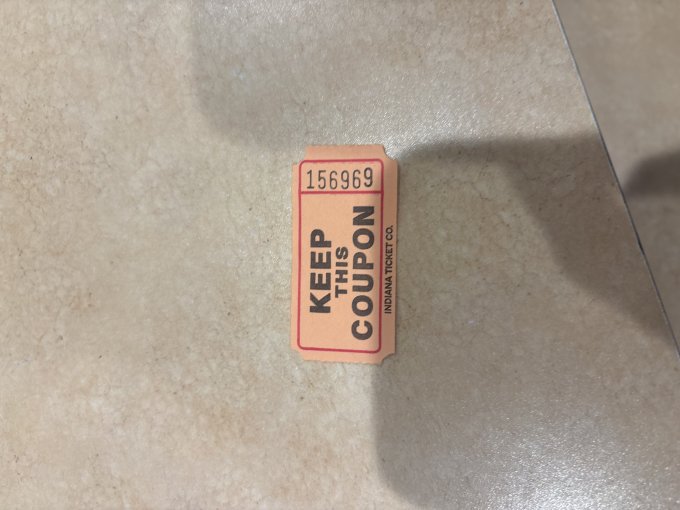 156969
KEEP
THIS
COUPON
INDIANA TICKET CO.